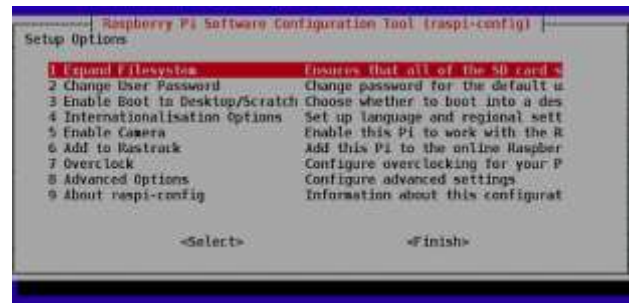 Raspberry Pi Software Configuration Tool (raspi-config)
Setup Options
1 Expand Filesystem Ensures that all of the SD card s
2 Change User Password Change password for the default u
3 Enable Boot to Desktop/Scratch Choose whether to boot into a des
4 Internationalisation Options Set up language and regional sett
5 Enable Camera Enable this Pi to work with the R
6 Add to Rastrack Add this Pi to the online Raspber
7 Overclock Configure overclocking for your P
8 Advanced Options Configure advanced settings
9 About raspi-config Information about this configurat
<Select> <Finish>